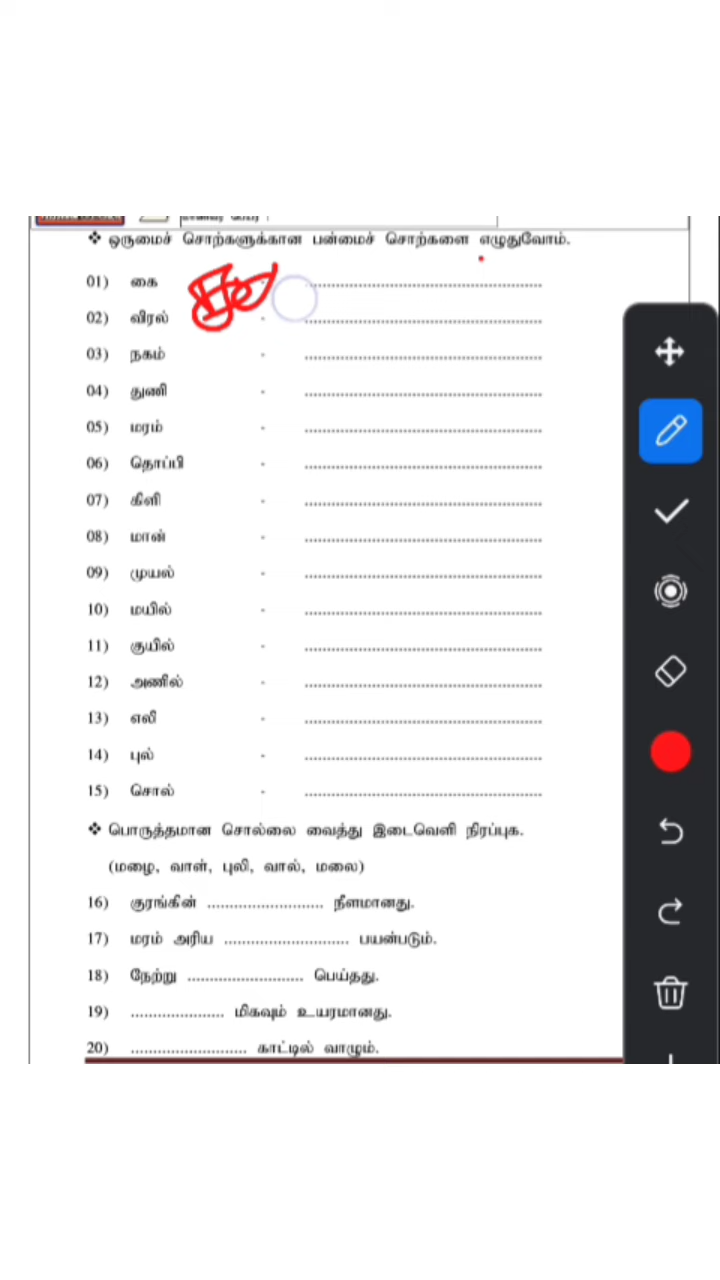 ❖ ஒருமைச் சொற்களுக்கான பன்மைச் சொற்களை எழுதுவோம்.
01) கை - ................................................
02) விரல் - ................................................
03) நகம் - ................................................
04) துணி - ................................................
05) மரம் - ................................................
06) தொப்பி - ................................................
07) கிளி - ................................................
08) மான் - ................................................
09) முயல் - ................................................
10) மயில் - ................................................
11) குயில் - ................................................
12) அணில் - ................................................
13) எலி - ................................................
14) புல் - ................................................
15) சொல் - ................................................
❖ பொருத்தமான சொல்லை வைத்து இடைவெளி நிரப்புக.
(மழை, வாள், புலி, வால், மலை)
16) குரங்கின் .......................... நீளமானது.
17) மரம் அரிய ............................ பயன்படும்.
18) நேற்று .......................... பெய்தது.
19) ..................... மிகவும் உயரமானது.
20) .......................... காட்டில் வாழும்.